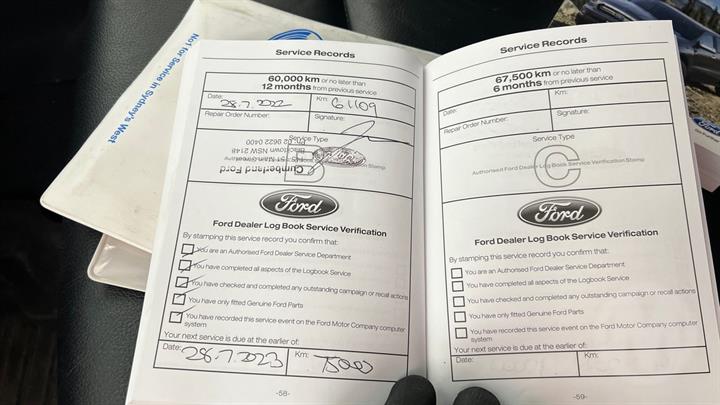 Not for Service in Sydney's West
Service Records
60,000 km or no later than
12 months from previous service
Date: 28.7.2022
Km: 61109
Repair Order Number:
Signature:
Service Type
Ph: 02 9622 0400
Blacktown NSW 2148
Cumberland Ford
Ford
Ford Dealer Log Book Service Verification
By stamping this service record you confirm that:
You are an Authorised Ford Dealer Service Department
You have completed all aspects of the Logbook Service
You have checked and completed any outstanding campaign or recall actions
You have only fitted Genuine Ford Parts
You have recorded this service event on the Ford Motor Company computer
system
Your next service is due at the earlier of:
Date: 28.7.2023
Km: 75000
-58-
Service Records
67,500 km or no later than
6 months from previous service
Date:
Km:
Repair Order Number:
Signature:
Service Type
C
Authorised Ford Dealer Log Book Service Verification Stamp
Ford
Ford Dealer Log Book Service Verification
By stamping this service record you confirm that:
You are an Authorised Ford Dealer Service Department
You have completed all aspects of the Logbook Service
You have checked and completed any outstanding campaign or recall actions
You have only fitted Genuine Ford Parts
You have recorded this service event on the Ford Motor Company computer
system
Your next service is due at the earlier of:
Date:
Km:
-59-